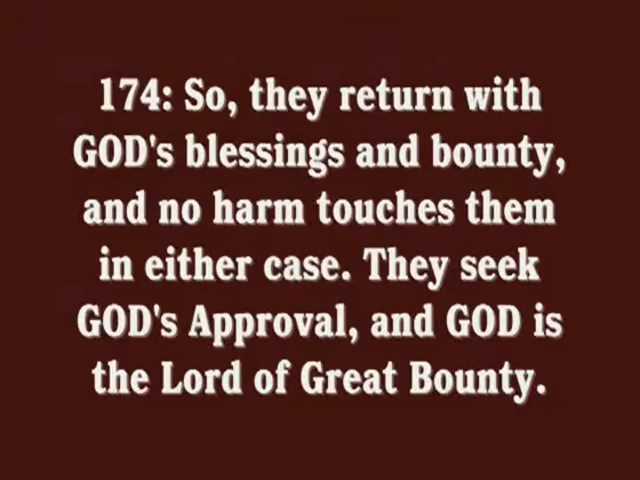 174: So, they return with
GOD's blessings and bounty,
and no harm touches them
in either case. They seek
GOD's Approval, and GOD is
the Lord of Great Bounty.